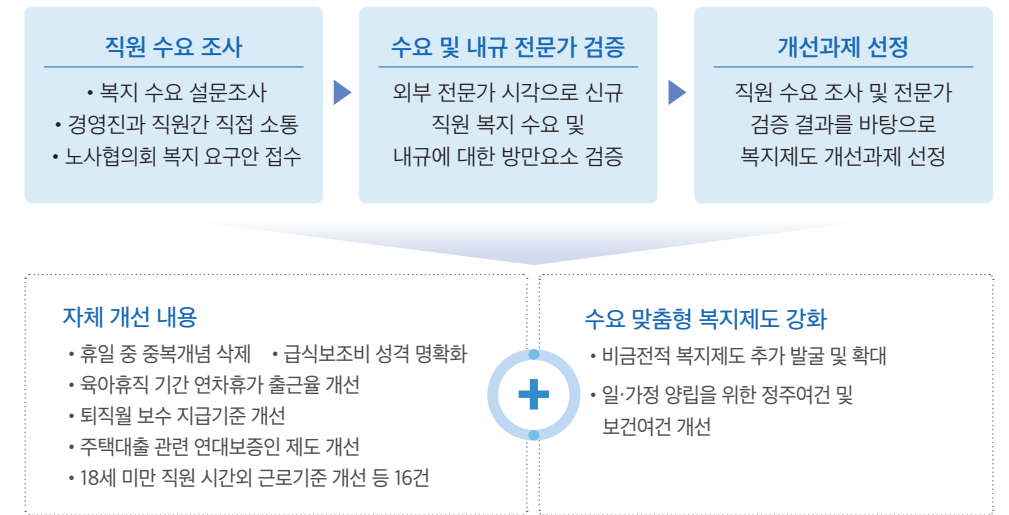 직원 수요 조사
• 복지 수요 설문조사
• 경영진과 직원간 직접 소통
• 노사협의회 복지 요구안 접수
수요 및 내규 전문가 검증
외부 전문가 시각으로 신규
직원 복지 수요 및
내규에 대한 방만요소 검증
개선과제 선정
직원 수요 조사 및 전문가
검증 결과를 바탕으로
복지제도 개선과제 선정
자체 개선 내용
• 휴일 중 중복개념 삭제 • 급식보조비 성격 명확화
• 육아휴직 기간 연차휴가 출근율 개선
• 퇴직월 보수 지급기준 개선
• 주택대출 관련 연대보증인 제도 개선
• 18세 미만 직원 시간외 근로기준 개선 등 16건
+
수요 맞춤형 복지제도 강화
• 비금전적 복지제도 추가 발굴 및 확대
• 일·가정 양립을 위한 정주여건 및
보건여건 개선